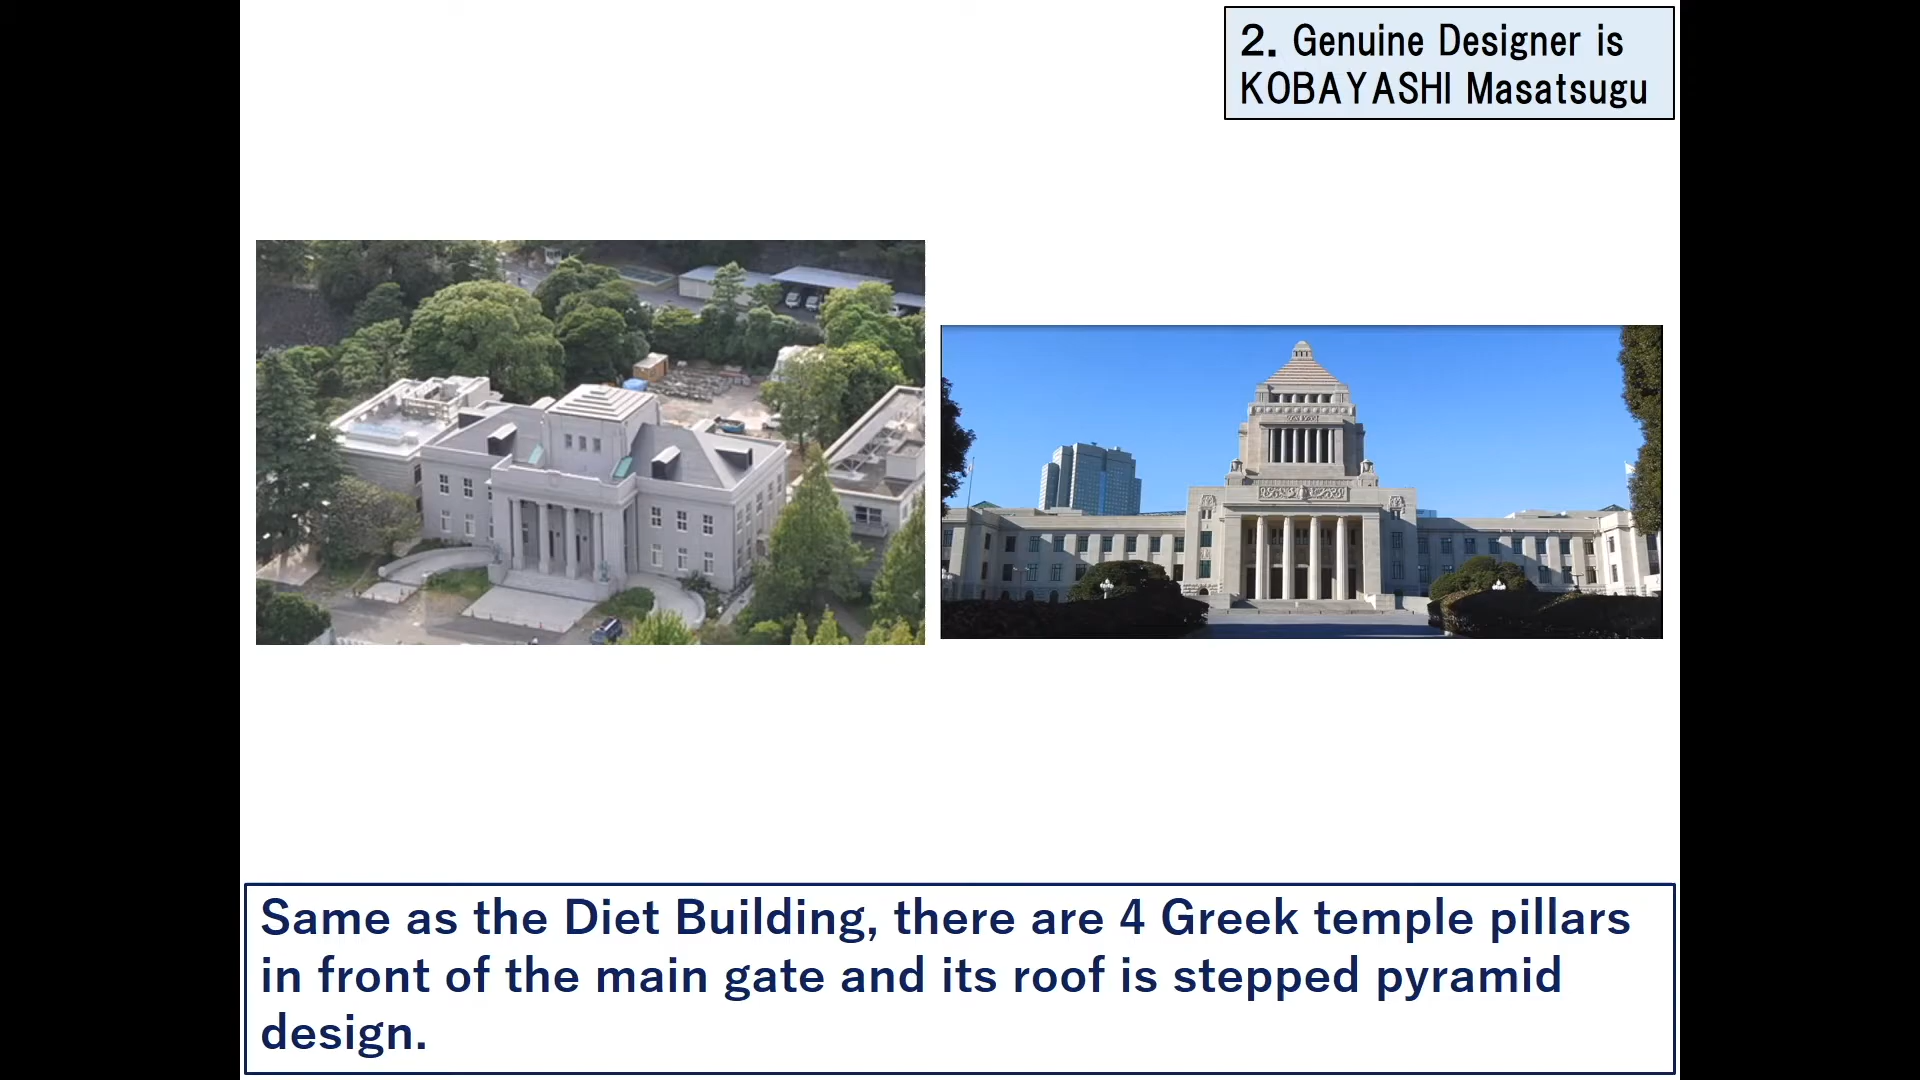 2. Genuine Designer is
KOBAYASHI Masatsugu
Same as the Diet Building, there are 4 Greek temple pillars
in front of the main gate and its roof is stepped pyramid
design.